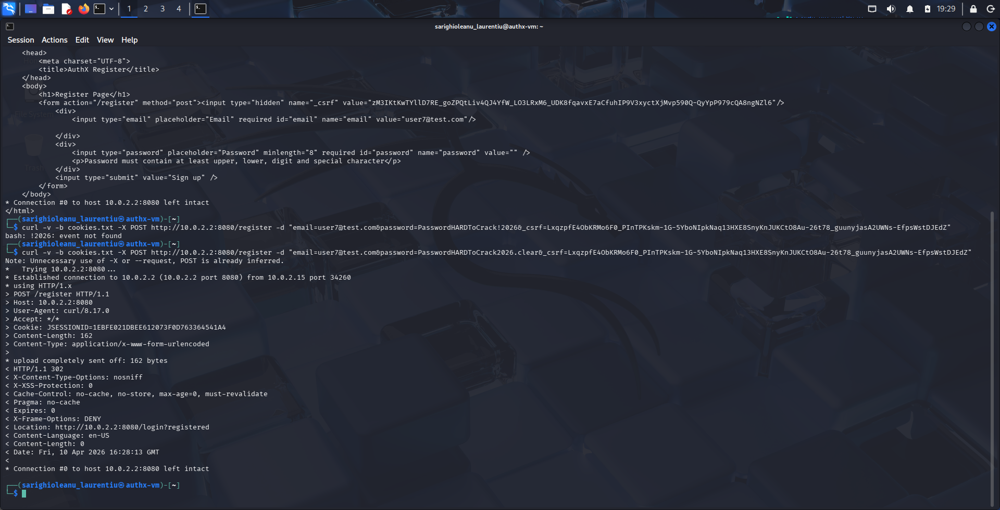 1 2 3 4
19:29
sarighioleanu_laurentiu@authx-vm: ~
Session Actions Edit View Help
<head>
<meta charset="UTF-8">
<title>AuthX Register</title>
</head>
<body>
<h1>Register Page</h1>
<form action="/register" method="post"><input type="hidden" name="_csrf" value="zM3IKtKwTYllD7RE_goZPQtLiv4QJ4YfW_LO3LRxM6_UDK8fqavxE7aCfuhIP9V3xyctXjMvp590Q-QyYpP979cQA8ngNZl6"/>
<div>
<input type="email" placeholder="Email" required id="email" name="email" value="user7@test.com"/>
</div>
<div>
<input type="password" placeholder="Password" minlength="8" required id="password" name="password" value="" />
<p>Password must contain at least upper, lower, digit and special character</p>
</div>
<input type="submit" value="Sign up" />
</form>
</body>
* Connection #0 to host 10.0.2.2:8080 left intact
</html>
┌──(sarighioleanu_laurentiu㉿authx-vm)-[~]
└─$ curl -v -b cookies.txt -X POST http://10.0.2.2:8080/register -d "email=user7@test.com&password=PasswordHARDToCrack!2026&_csrf=LxqzpfE4ObKRMo6F0_PInTPKskm-1G-5YboNIpkNaq13HXE8SnyKnJUKCtO8Au-26t78_guunyjasA2UWNs-EfpsWstDJEdZ"
bash: !2026: event not found
┌──(sarighioleanu_laurentiu㉿authx-vm)-[~]
└─$ curl -v -b cookies.txt -X POST http://10.0.2.2:8080/register -d "email=user7@test.com&password=PasswordHARDToCrack2026.clear&_csrf=LxqzpfE4ObKRMo6F0_PInTPKskm-1G-5YboNIpkNaq13HXE8SnyKnJUKCtO8Au-26t78_guunyjasA2UWNs-EfpsWstDJEdZ"
Note: Unnecessary use of -X or --request, POST is already inferred.
*   Trying 10.0.2.2:8080...
* Established connection to 10.0.2.2 (10.0.2.2 port 8080) from 10.0.2.15 port 34260
* using HTTP/1.x
> POST /register HTTP/1.1
> Host: 10.0.2.2:8080
> User-Agent: curl/8.17.0
> Accept: */*
> Cookie: JSESSIONID=1EBFE021DBEE612073F0D763364541A4
> Content-Length: 162
> Content-Type: application/x-www-form-urlencoded
>
* upload completely sent off: 162 bytes
< HTTP/1.1 302
< X-Content-Type-Options: nosniff
< X-XSS-Protection: 0
< Cache-Control: no-cache, no-store, max-age=0, must-revalidate
< Pragma: no-cache
< Expires: 0
< X-Frame-Options: DENY
< Location: http://10.0.2.2:8080/login?registered
< Content-Language: en-US
< Content-Length: 0
< Date: Fri, 10 Apr 2026 16:28:13 GMT
<
* Connection #0 to host 10.0.2.2:8080 left intact
┌──(sarighioleanu_laurentiu㉿authx-vm)-[~]
└─$
File System
Trash